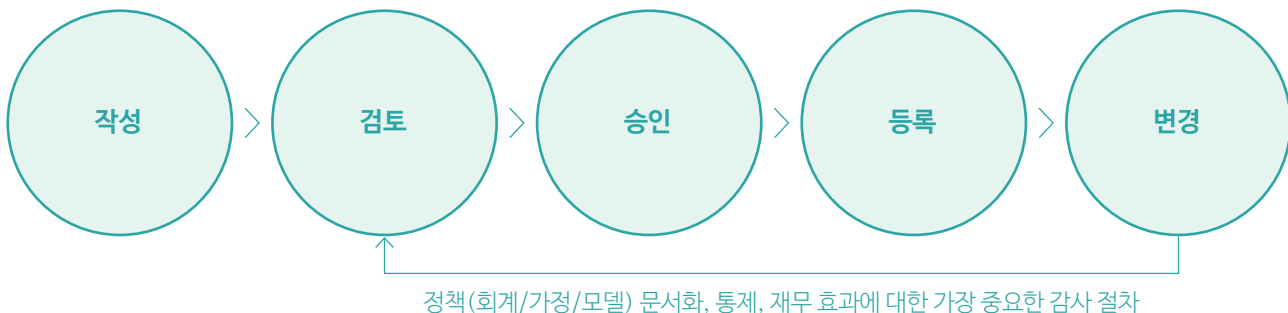 작성
검토
승인
등록
변경
정책(회계/가정/모델) 문서화, 통제, 재무 효과에 대한 가장 중요한 감사 절차